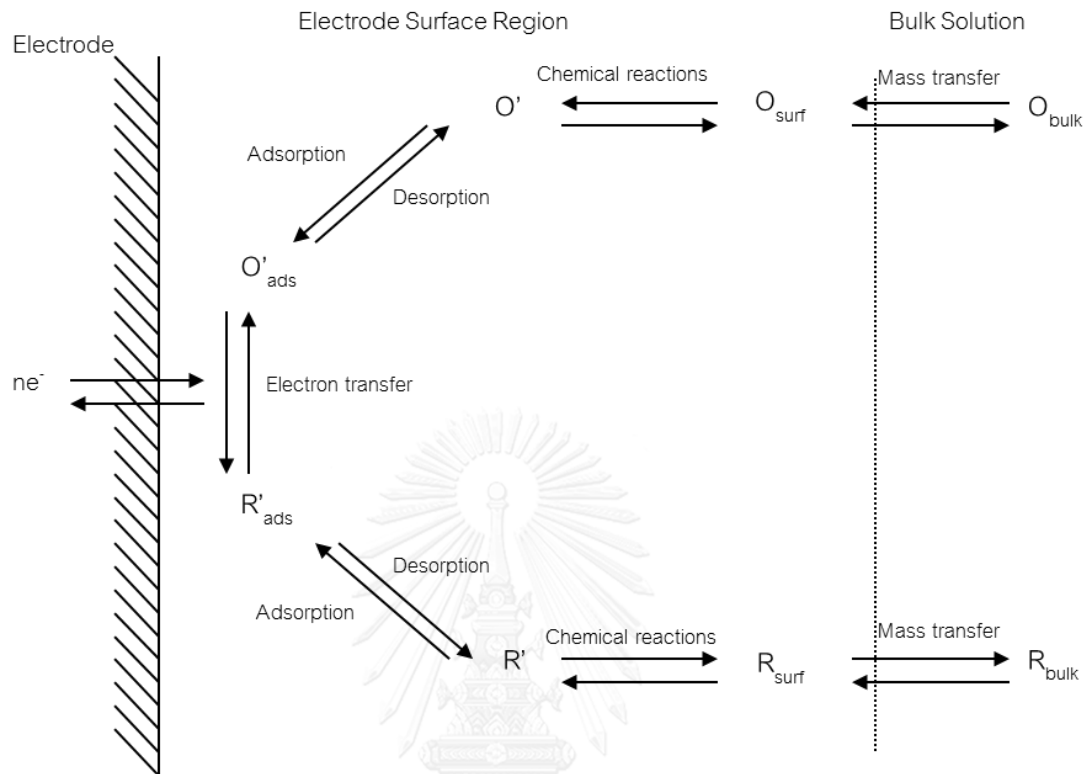 Electrode Surface Region
Bulk Solution
Electrode
Chemical reactions
Mass transfer
O'
O_surf
O_bulk
Adsorption
Desorption
O'_ads
ne⁻
Electron transfer
R'_ads
Desorption
Adsorption
Chemical reactions
Mass transfer
R'
R_surf
R_bulk